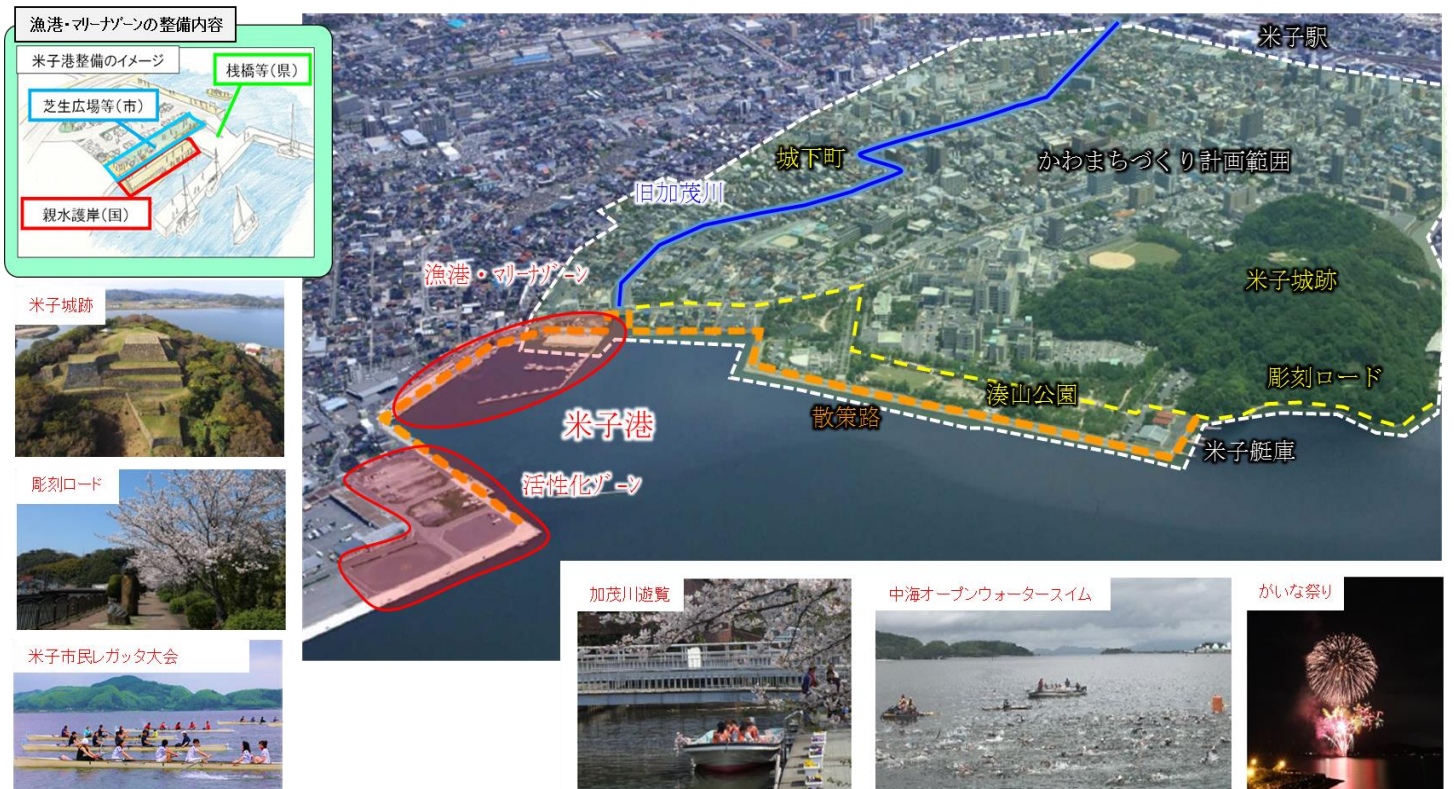 漁港・マリーナゾーンの整備内容
米子港整備のイメージ
桟橋等(県)
芝生広場等(市)
親水護岸(国)
米子駅
城下町
かわまちづくり計画範囲
旧加茂川
漁港・マリーナゾーン
米子城跡
彫刻ロード
湊山公園
散策路
米子港
米子艇庫
活性化ゾーン
米子城跡
彫刻ロード
米子市民レガッタ大会
加茂川遊覧
中海オープンウォータースイム
がいな祭り